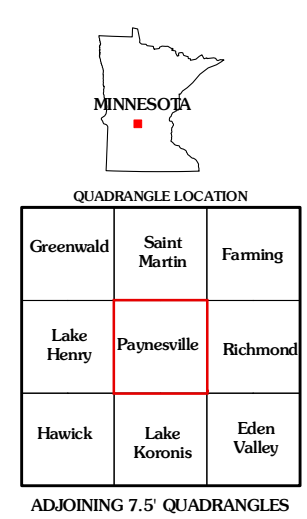 MINNESOTA
QUADRANGLE LOCATION
Greenwald
Saint
Martin
Farming
Lake
Henry
Paynesville
Richmond
Hawick
Lake
Koronis
Eden
Valley
ADJOINING 7.5' QUADRANGLES